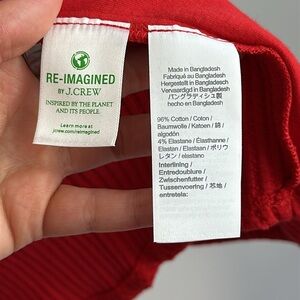 RE-IMAGINED
BY J.CREW
INSPIRED BY THE PLANET
AND ITS PEOPLE.
Learn more at
jcrew.com/reimagined
Made in Bangladesh
Fabriqué au Bangladesh
Hergestellt in Bangladesh
Vervaardigd in Bangladesh
バングラディシュ製
hecho en Bangladesh
96% Cotton / Coton /
Baumwolle / Katoen / 綿 /
algodón
4% Elastane / Élasthanne /
Elastan / Elastaan / ポリウ
レタン / elastano
Interlining /
Entredoublure /
Zwischenfutter /
Tussenvoering / 芯地 /
entretela: